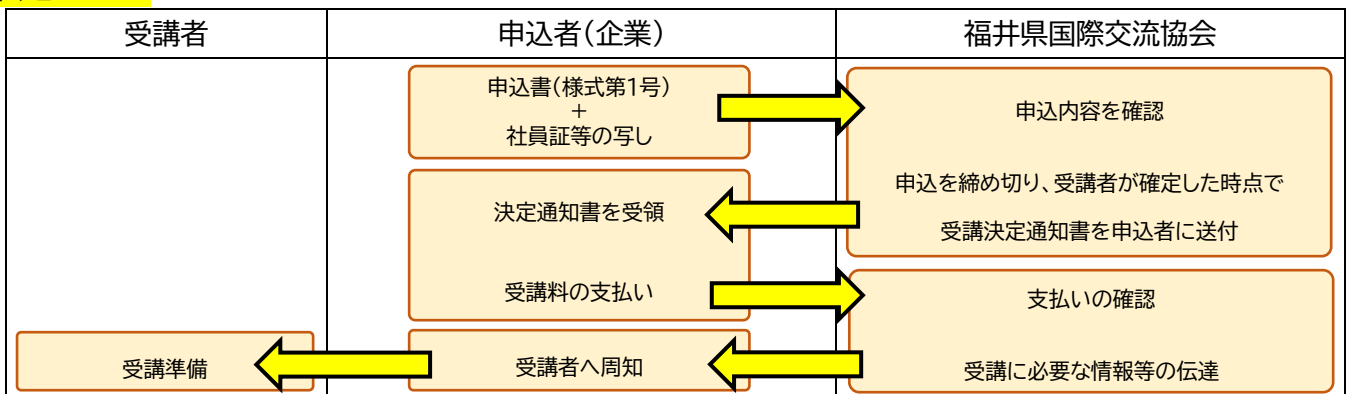 受講者
申込者(企業)
福井県国際交流協会
申込書(様式第1号)
+
社員証等の写し
申込内容を確認
申込を締め切り、受講者が確定した時点で
受講決定通知書を申込者に送付
決定通知書を受領
受講料の支払い
支払いの確認
受講に必要な情報等の伝達
受講者へ周知
受講準備